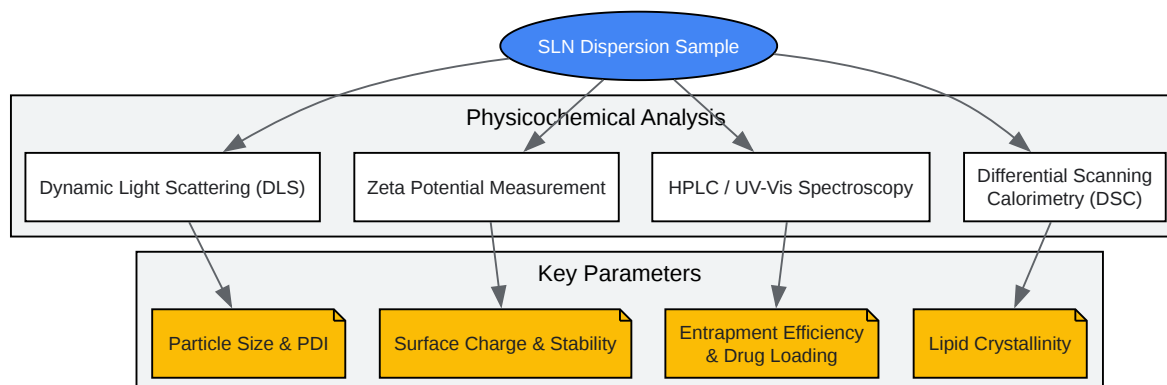 SLN Dispersion Sample
Physicochemical Analysis
Dynamic Light Scattering (DLS)
Zeta Potential Measurement
HPLC / UV-Vis Spectroscopy
Differential Scanning
Calorimetry (DSC)
Key Parameters
Particle Size & PDI
Surface Charge & Stability
Entrapment Efficiency
& Drug Loading
Lipid Crystallinity